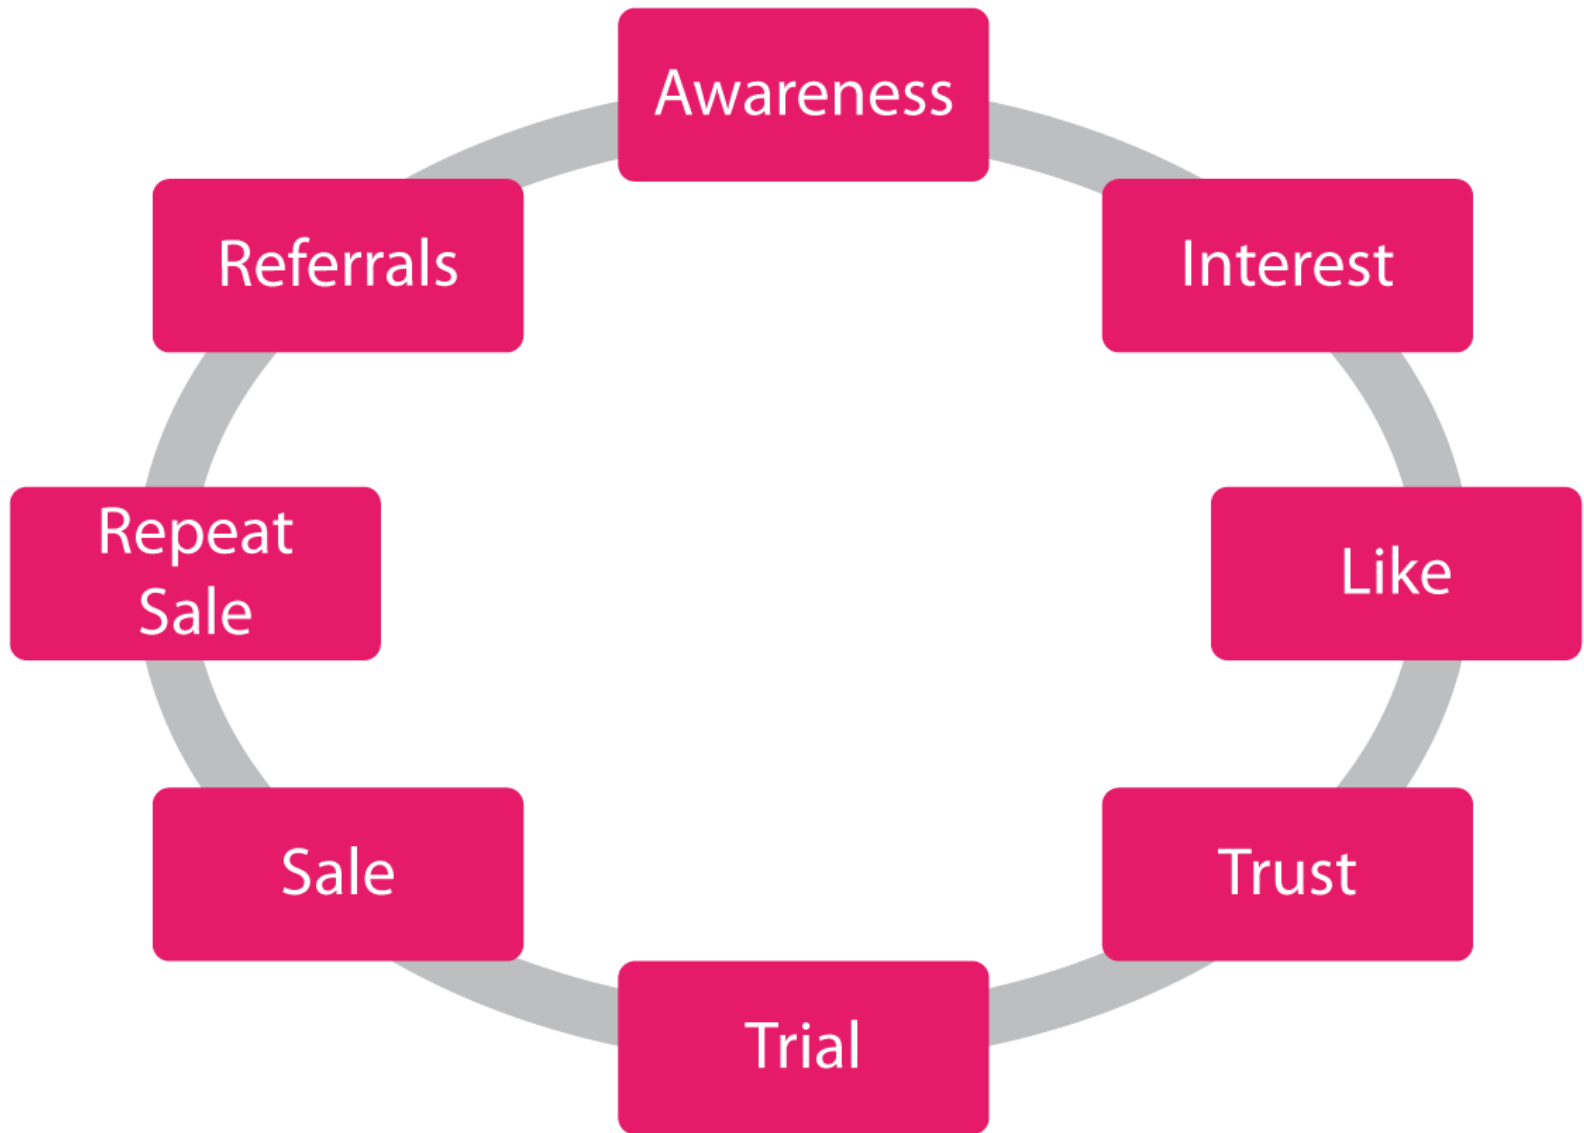 Awareness
Interest
Like
Trust
Trial
Sale
Repeat
Sale
Referrals